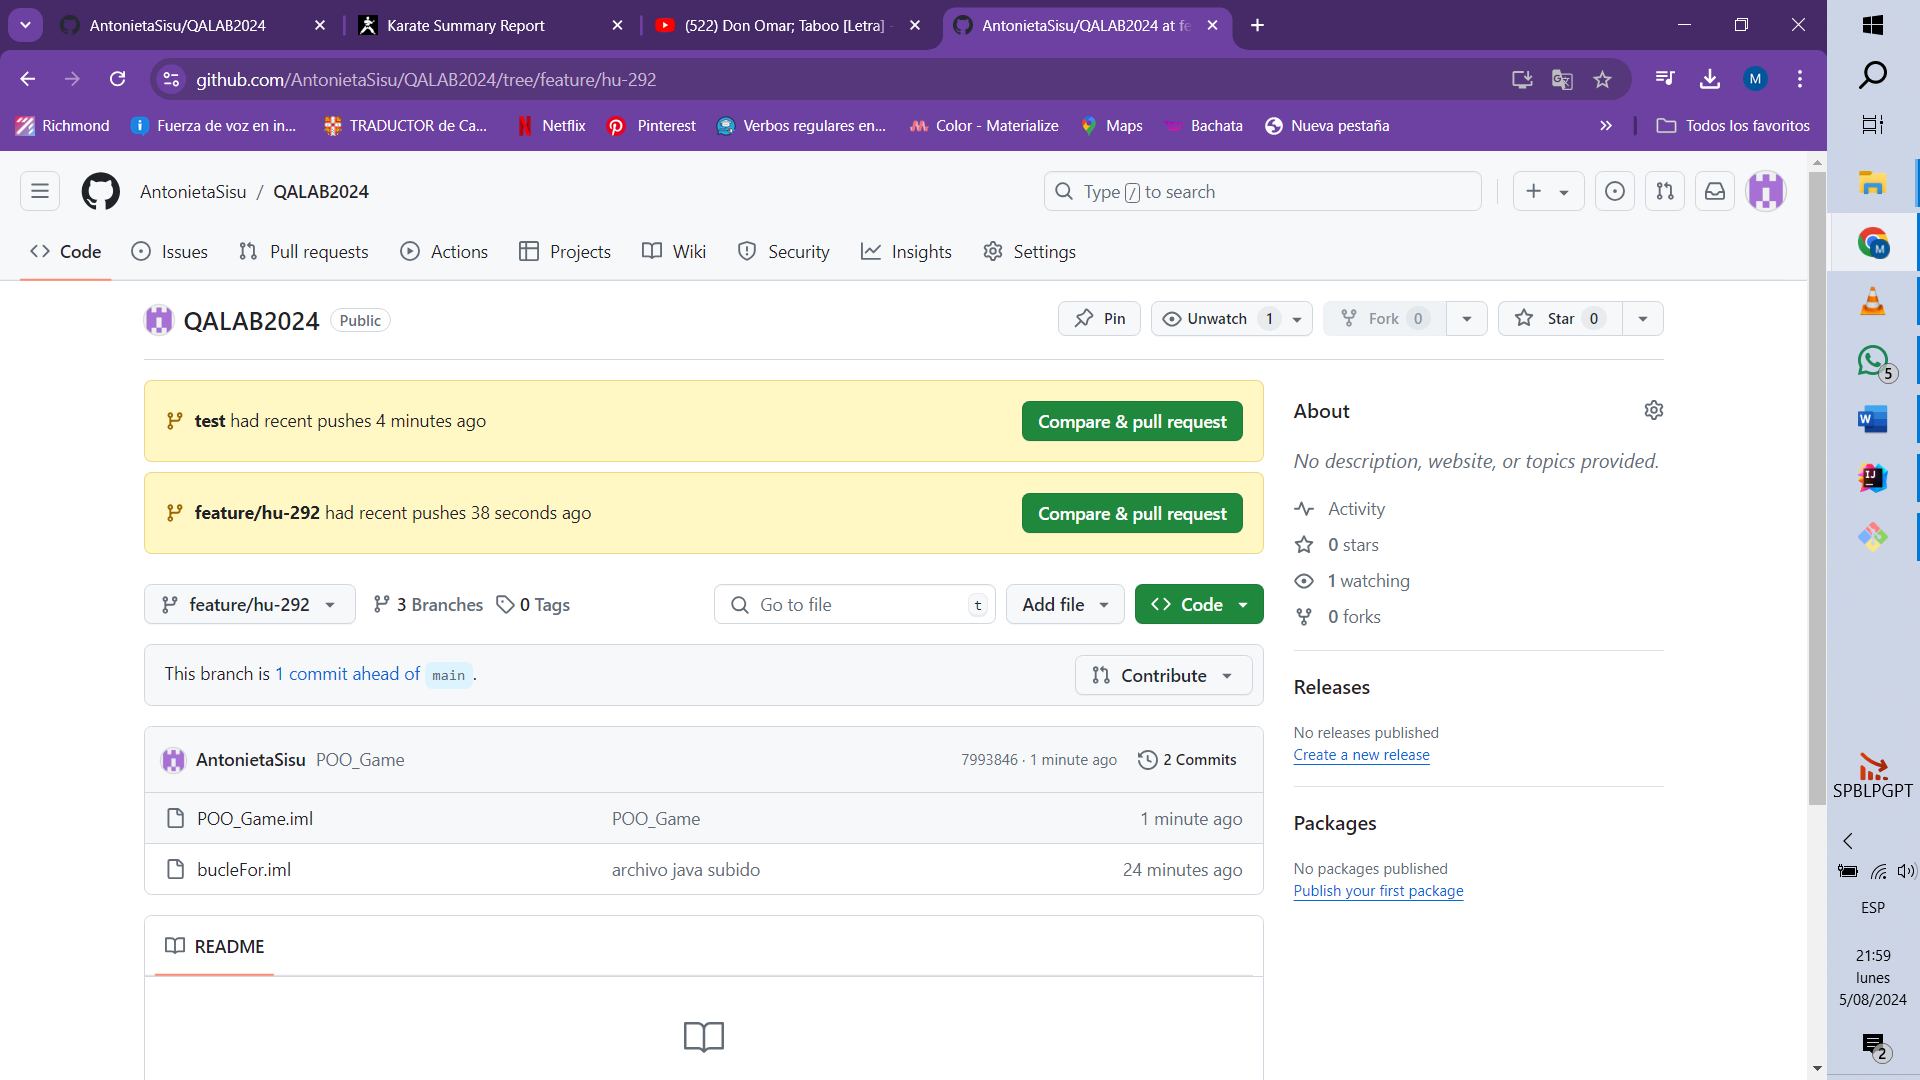 AntonietaSisu/QALAB2024
Karate Summary Report
(522) Don Omar; Taboo [Letra] -
AntonietaSisu/QALAB2024 at fe
github.com/AntonietaSisu/QALAB2024/tree/feature/hu-292
M
Richmond
Fuerza de voz en in...
TRADUCTOR de Ca...
Netflix
Pinterest
Verbos regulares en...
Color - Materialize
Maps
Bachata
Nueva pestaña
Todos los favoritos
AntonietaSisu / QALAB2024
Type / to search
Code
Issues
Pull requests
Actions
Projects
Wiki
Security
Insights
Settings
QALAB2024 Public
Pin
Unwatch 1
Fork 0
Star 0
test had recent pushes 4 minutes ago
Compare & pull request
feature/hu-292 had recent pushes 38 seconds ago
Compare & pull request
feature/hu-292
3 Branches
0 Tags
Go to file t
Add file
Code
This branch is 1 commit ahead of main .
Contribute
AntonietaSisu POO_Game
7993846 · 1 minute ago
2 Commits
POO_Game.iml POO_Game 1 minute ago
bucleFor.iml archivo java subido 24 minutes ago
README
About
No description, website, or topics provided.
Activity
0 stars
1 watching
0 forks
Releases
No releases published
Create a new release
Packages
No packages published
Publish your first package
M
5
W
IJ
SPBLPGPT
ESP
21:59
lunes
5/08/2024
2